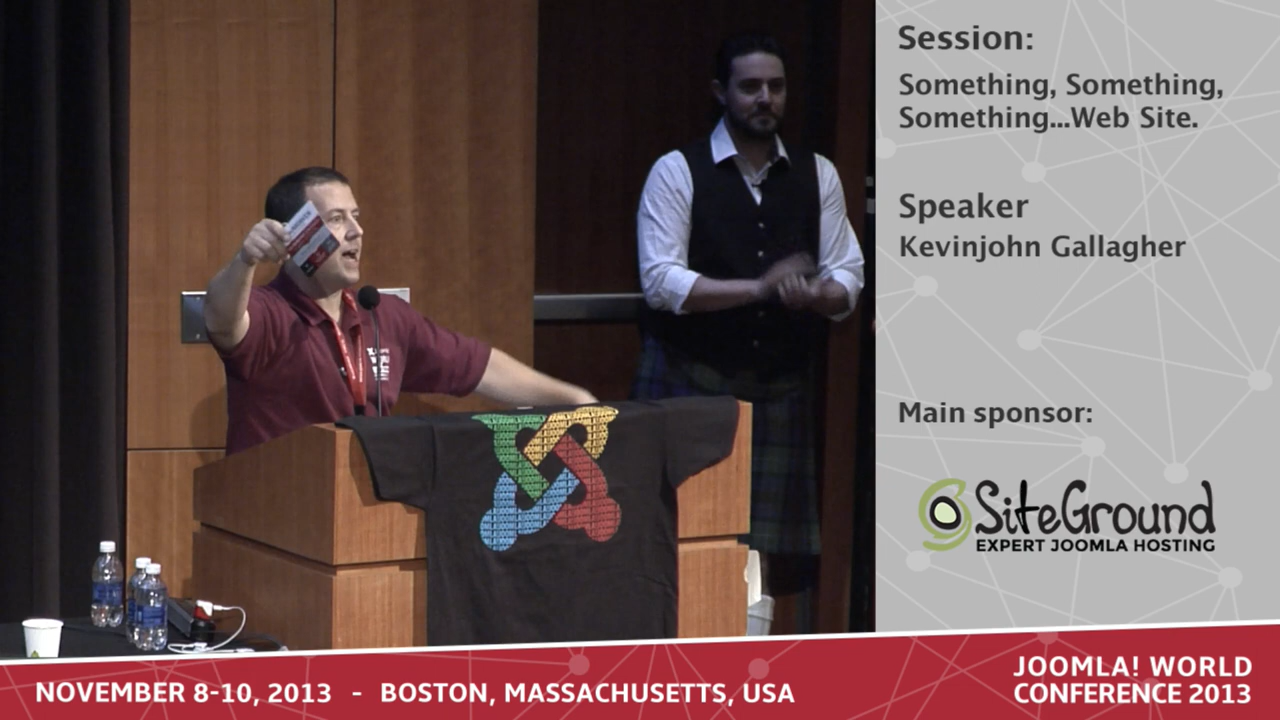 Session:
Something, Something,
Something...Web Site.
Speaker
Kevinjohn Gallagher
Main sponsor:
SiteGround
EXPERT JOOMLA HOSTING
NOVEMBER 8-10, 2013 - BOSTON, MASSACHUSETTS, USA
JOOMLA! WORLD
CONFERENCE 2013